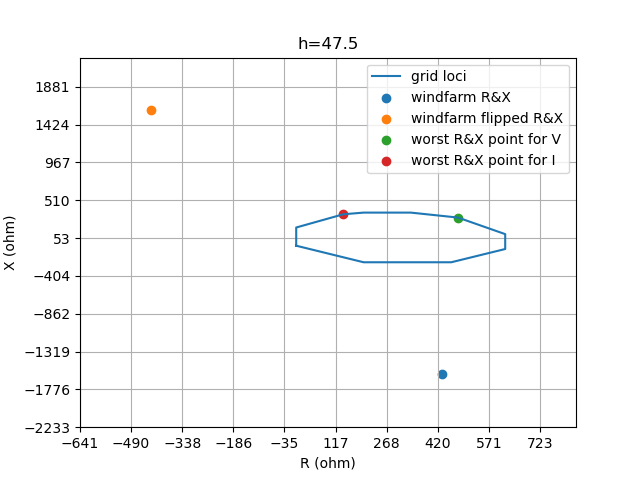 h=47.5
grid loci
windfarm R&X
windfarm flipped R&X
worst R&X point for V
worst R&X point for I
1881
1424
967
510
53
−404
−862
−1319
−1776
−2233
X (ohm)
−641 −490 −338 −186 −35 117 268 420 571 723
R (ohm)